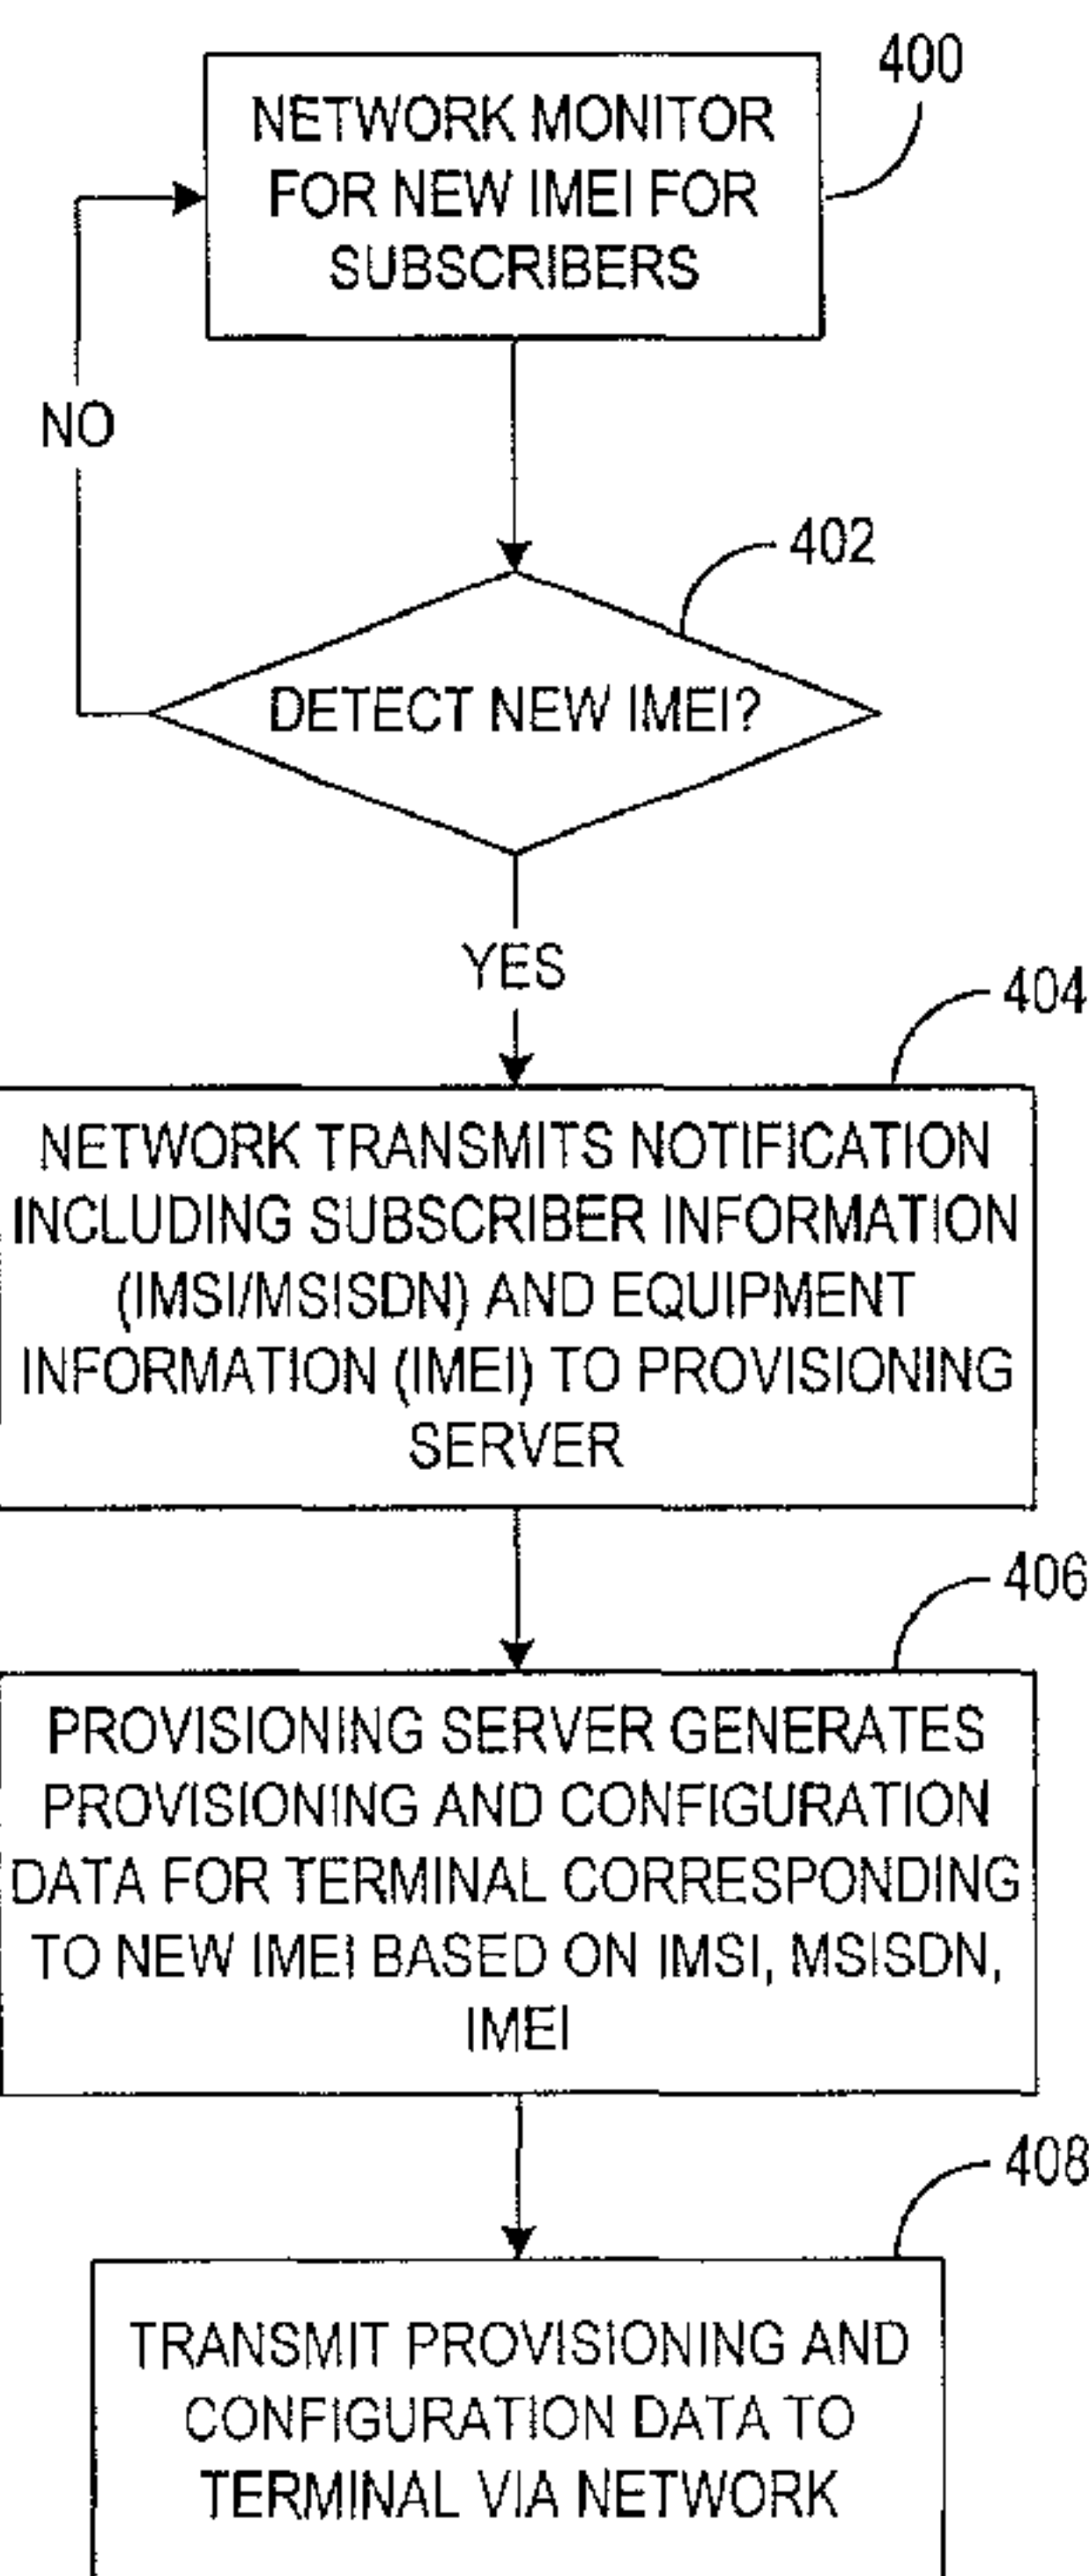 400
NETWORK MONITOR
FOR NEW IMEI FOR
SUBSCRIBERS
NO
402
DETECT NEW IMEI?
YES
404
NETWORK TRANSMITS NOTIFICATION
INCLUDING SUBSCRIBER INFORMATION
(IMSI/MSISDN) AND EQUIPMENT
INFORMATION (IMEI) TO PROVISIONING
SERVER
406
PROVISIONING SERVER GENERATES
PROVISIONING AND CONFIGURATION
DATA FOR TERMINAL CORRESPONDING
TO NEW IMEI BASED ON IMSI, MSISDN,
IMEI
408
TRANSMIT PROVISIONING AND
CONFIGURATION DATA TO
TERMINAL VIA NETWORK